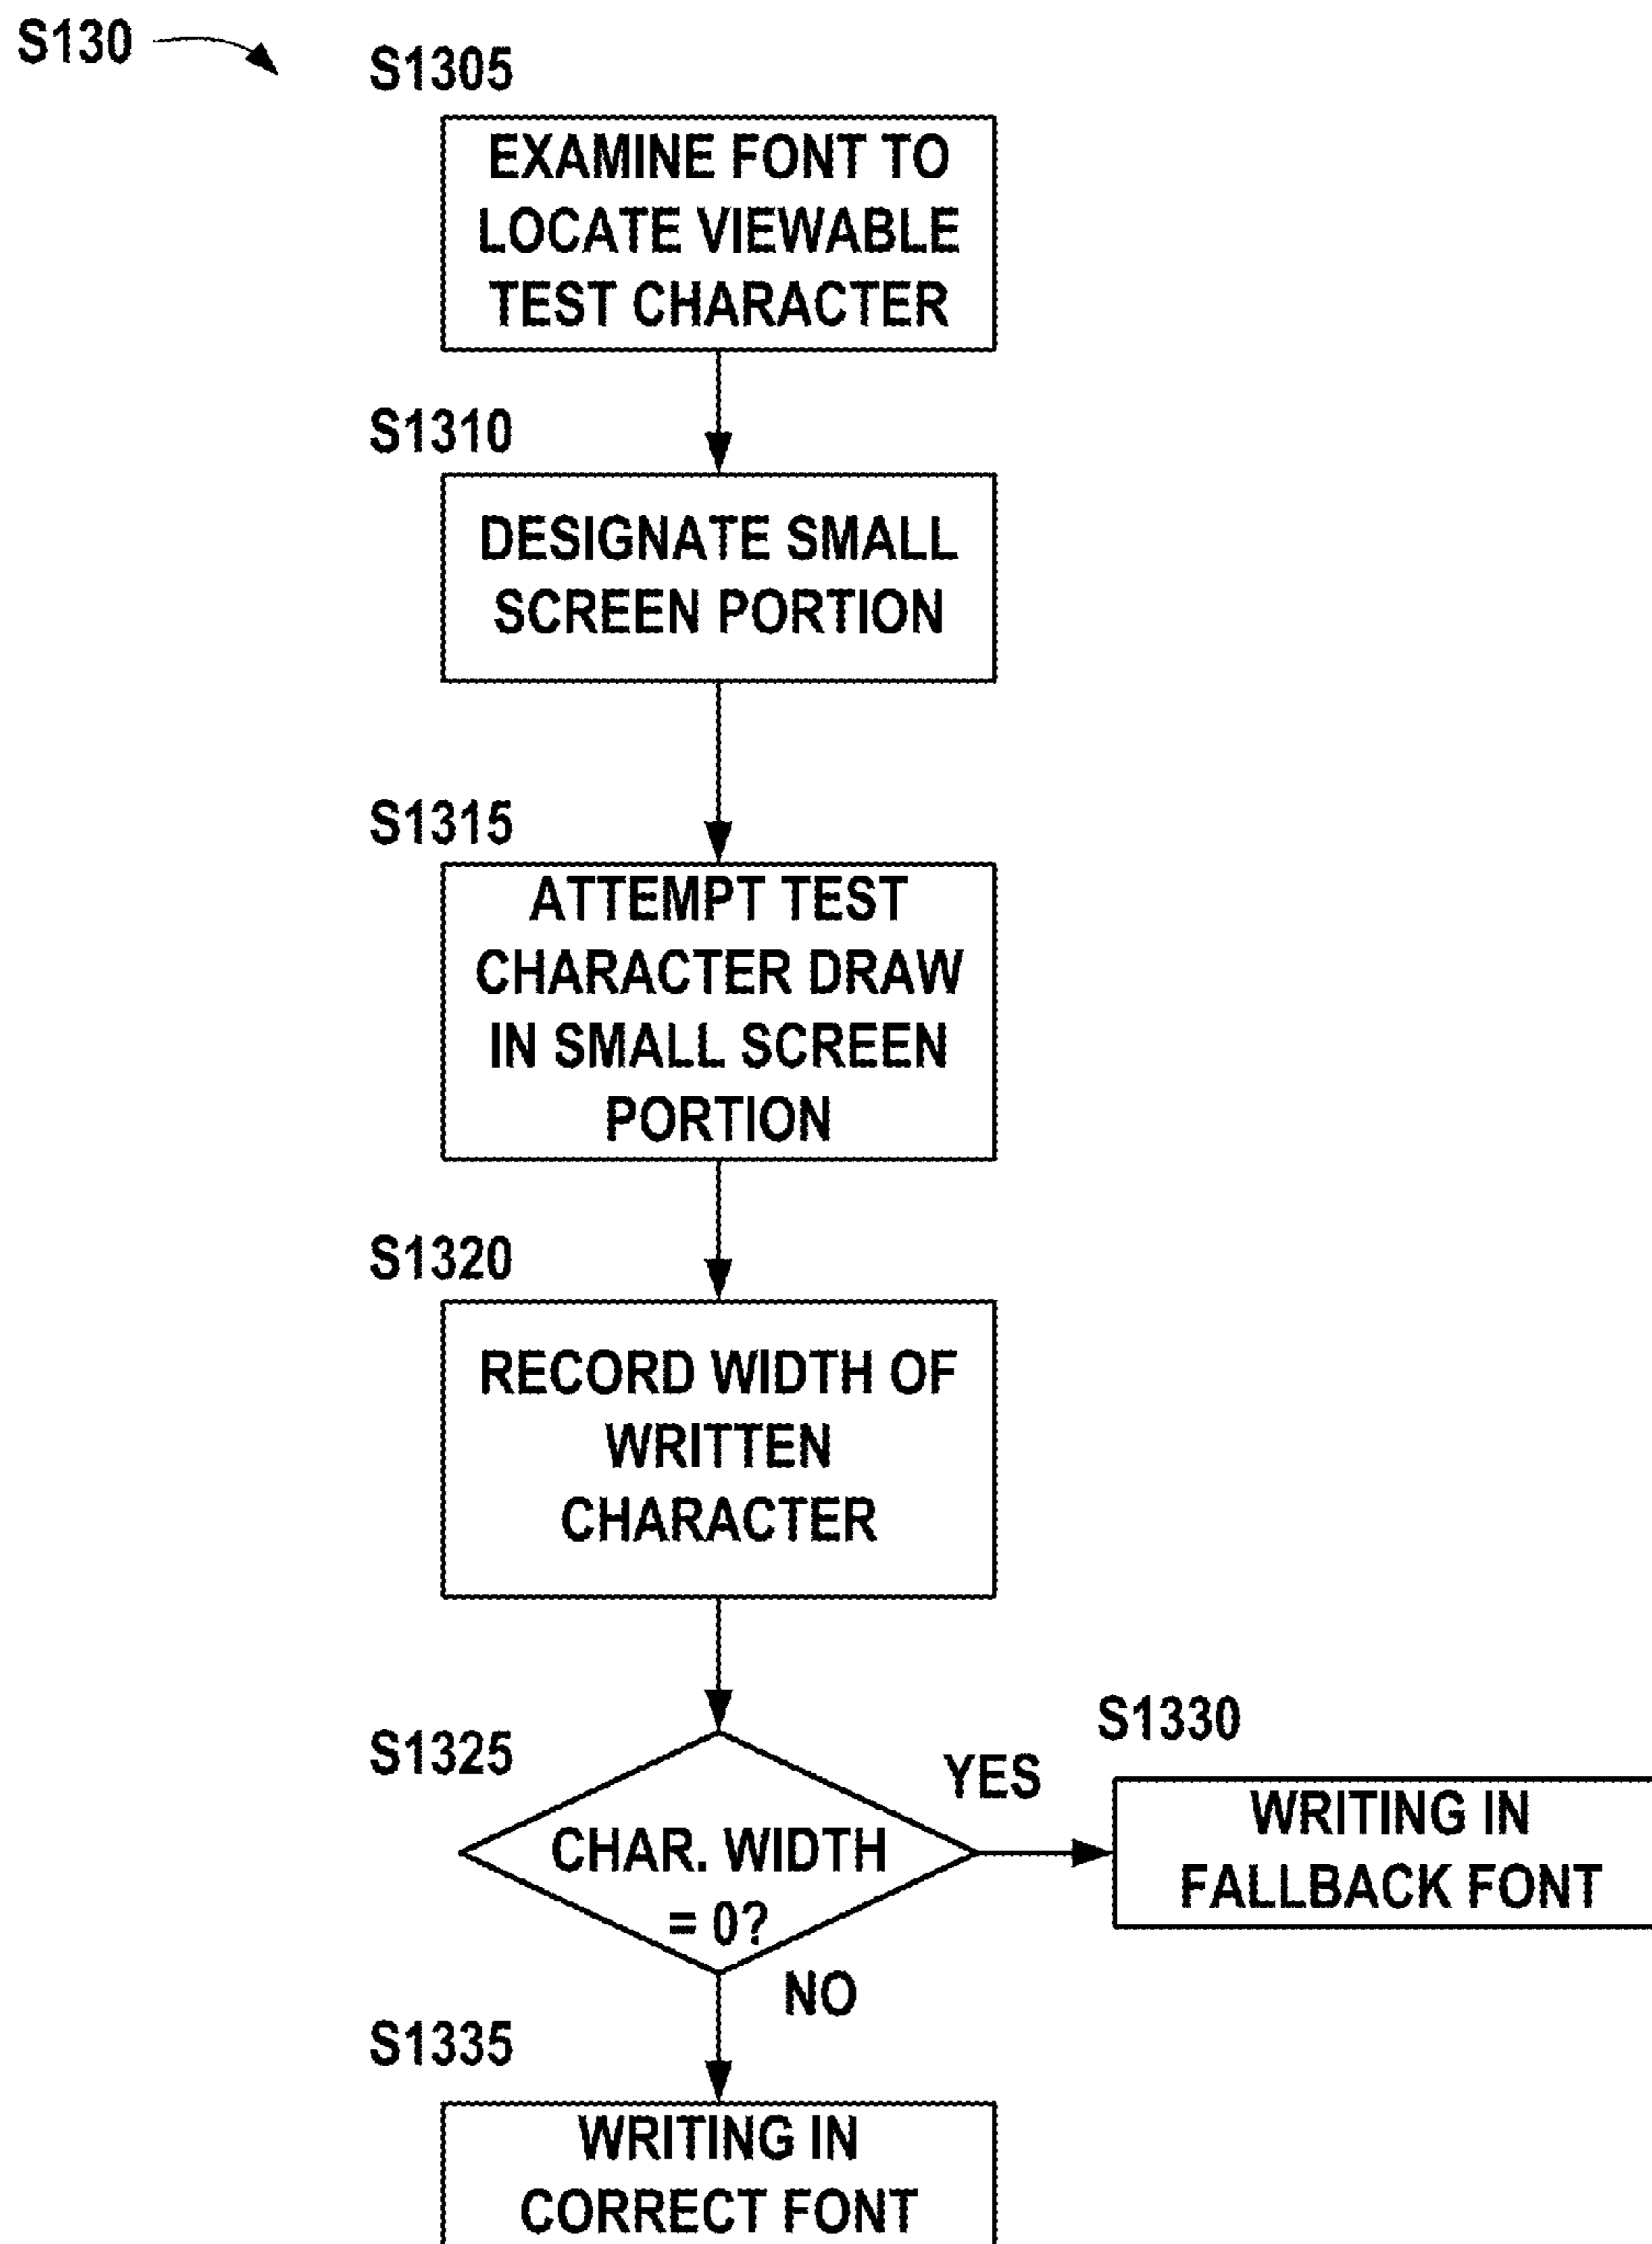 S130
S1305
EXAMINE FONT TO
LOCATE VIEWABLE
TEST CHARACTER
S1310
DESIGNATE SMALL
SCREEN PORTION
S1315
ATTEMPT TEST
CHARACTER DRAW
IN SMALL SCREEN
PORTION
S1320
RECORD WIDTH OF
WRITTEN
CHARACTER
S1325
CHAR. WIDTH
= 0?
YES
S1330
WRITING IN
FALLBACK FONT
NO
S1335
WRITING IN
CORRECT FONT